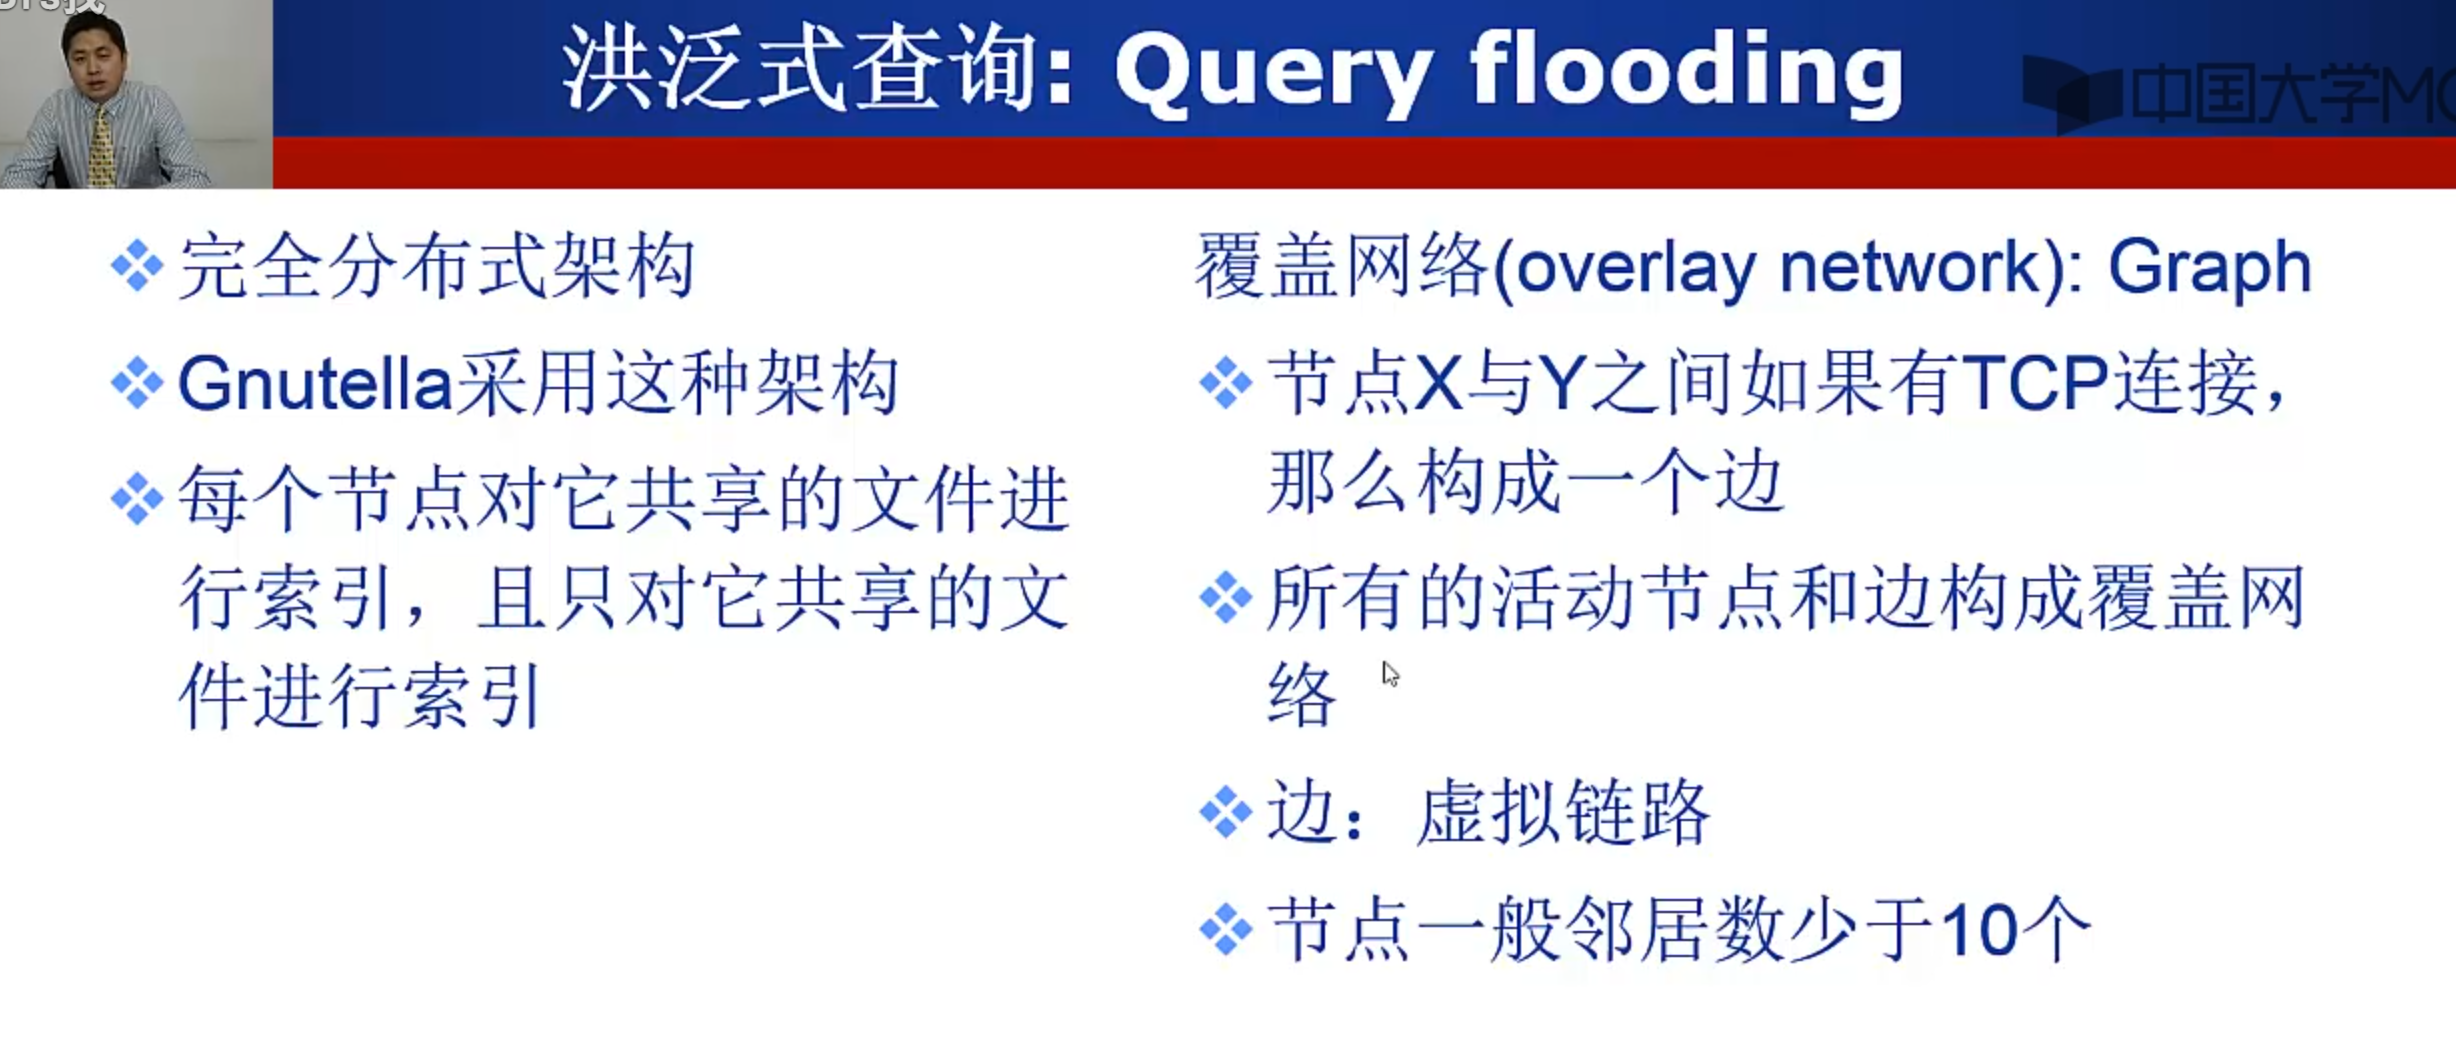 洪泛式查询: Query flooding
中国大学MO
完全分布式架构
Gnutella采用这种架构
每个节点对它共享的文件进
行索引，且只对它共享的文
件进行索引
覆盖网络(overlay network): Graph
节点X与Y之间如果有TCP连接，
那么构成一个边
所有的活动节点和边构成覆盖网
络
边：虚拟链路
节点一般邻居数少于10个